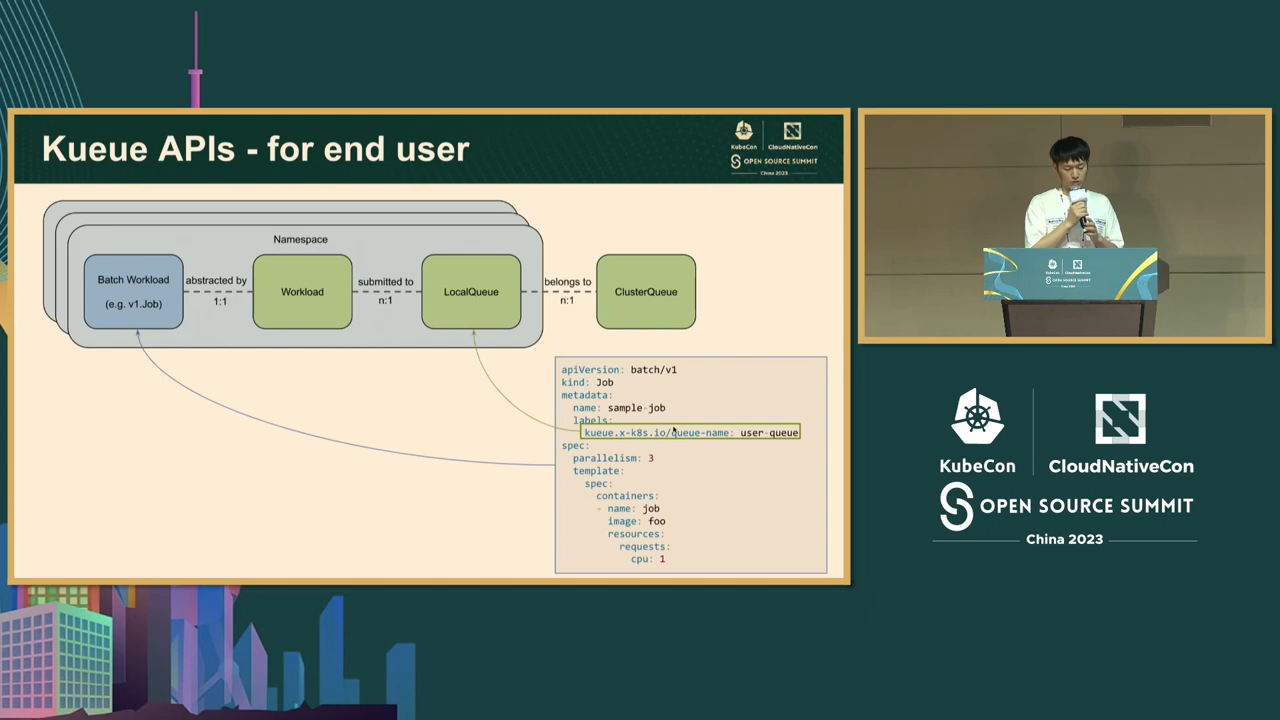 Kueue APIs - for end user
KubeCon
CloudNativeCon
OPEN SOURCE SUMMIT
China 2023
Namespace
Batch Workload
(e.g. v1.Job)
abstracted by
1:1
Workload
submitted to
n:1
LocalQueue
belongs to
n:1
ClusterQueue
apiVersion: batch/v1
kind: Job
metadata:
  name: sample-job
  labels:
    kueue.x-k8s.io/queue-name: user-queue
spec:
  parallelism: 3
  template:
    spec:
      containers:
      - name: job
        image: foo
        resources:
          requests:
            cpu: 1
KubeCon
CloudNativeCon
OPEN SOURCE SUMMIT
China 2023